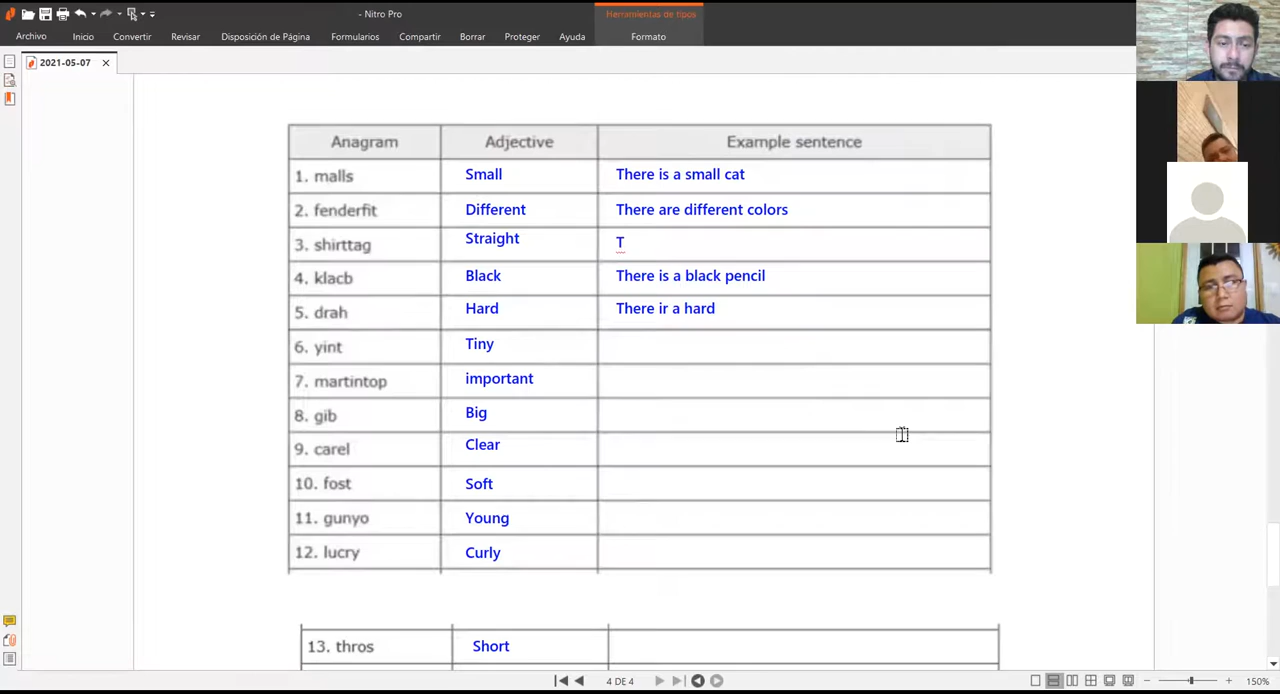 - Nitro Pro
Herramientas de tipos
Archivo
Inicio
Convertir
Revisar
Disposición de Página
Formularios
Compartir
Borrar
Proteger
Ayuda
Formato
2021-05-07
Anagram Adjective Example sentence
1. malls Small There is a small cat
2. fenderfit Different There are different colors
3. shirttag Straight T
4. klacb Black There is a black pencil
5. drah Hard There ir a hard
6. yint Tiny
7. martintop important
8. gib Big
9. carel Clear
10. fost Soft
11. gunyo Young
12. lucry Curly
13. thros Short
4 DE 4
150%